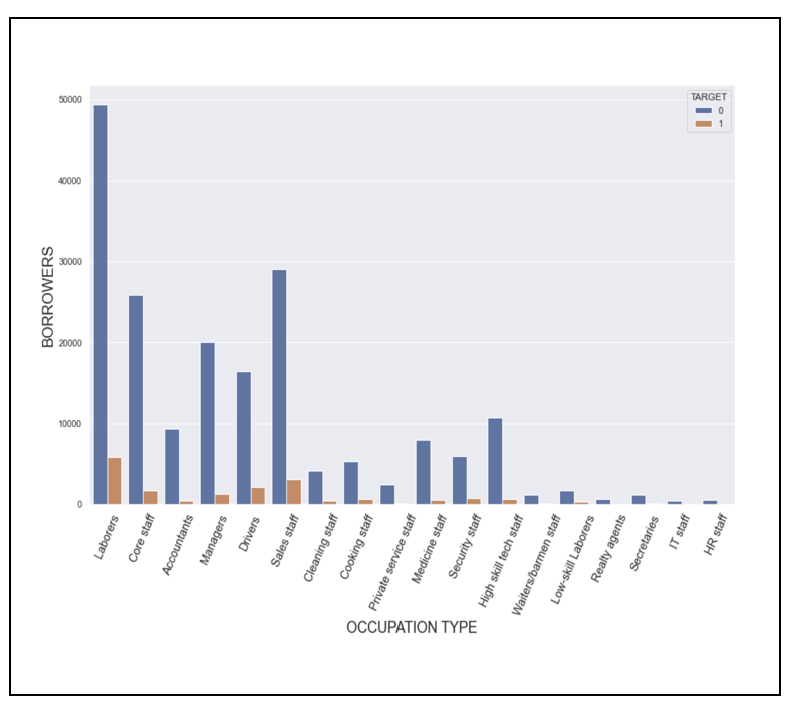 TARGET
0
1
50000
40000
30000
20000
10000
0
BORROWERS
Laborers
Core staff
Accountants
Managers
Drivers
Sales staff
Cleaning staff
Cooking staff
Private service staff
Medicine staff
Security staff
High skill tech staff
Waiters/barmen staff
Low-skill Laborers
Realty agents
Secretaries
IT staff
HR staff
OCCUPATION TYPE